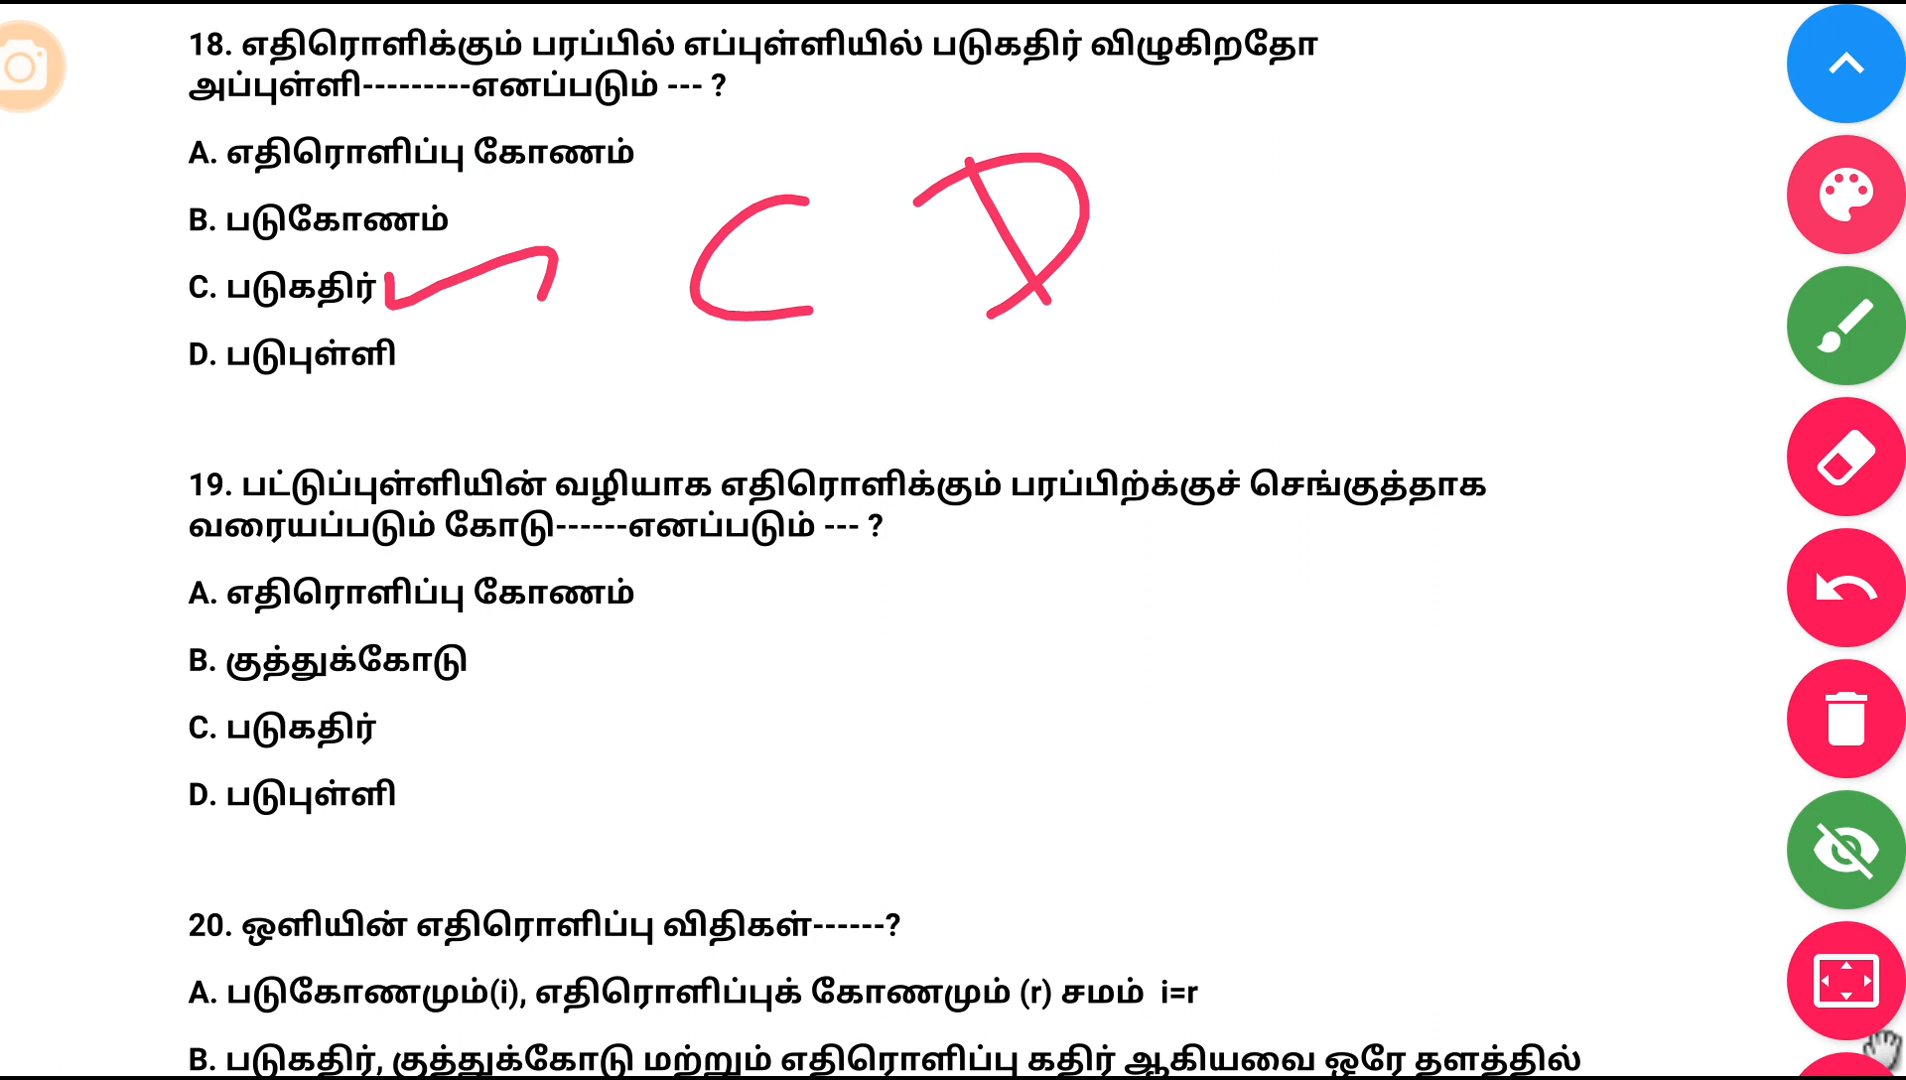 18. எதிரொளிக்கும் பரப்பில் எப்புள்ளியில் படுகதிர் விழுகிறதோ
அப்புள்ளி---------எனப்படும் --- ?
A. எதிரொளிப்பு கோணம்
B. படுகோணம்
C. படுகதிர்
D. படுபுள்ளி
C D
19. பட்டுப்புள்ளியின் வழியாக எதிரொளிக்கும் பரப்பிற்க்குச் செங்குத்தாக
வரையப்படும் கோடு------எனப்படும் --- ?
A. எதிரொளிப்பு கோணம்
B. குத்துக்கோடு
C. படுகதிர்
D. படுபுள்ளி
20. ஒளியின் எதிரொளிப்பு விதிகள்------?
A. படுகோணமும்(i), எதிரொளிப்புக் கோணமும் (r) சமம் i=r
B. படுகதிர், குத்துக்கோடு மற்றும் எதிரொளிப்பு கதிர் ஆகியவை ஒரே தளத்தில்